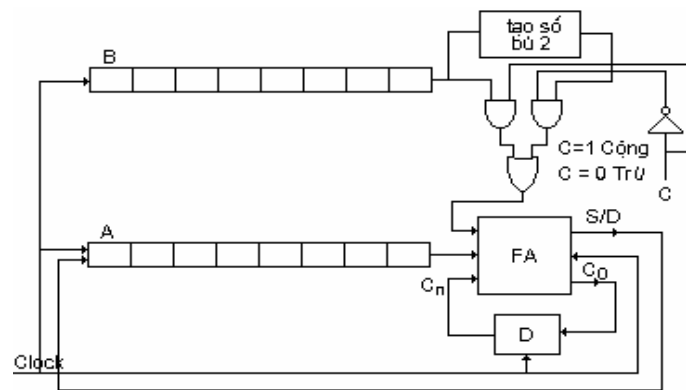 tạo số
bù 2
B
C=1 Cộng
C = 0 Trừ
C
A
S/D
FA
Cn
CO
D
Clock